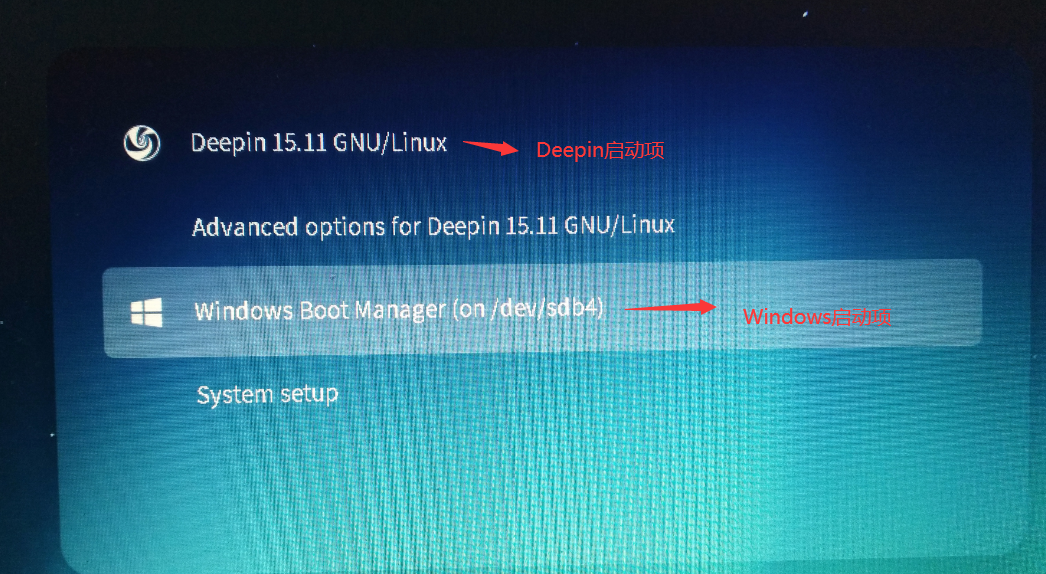 Deepin 15.11 GNU/Linux
Deepin启动项
Advanced options for Deepin 15.11 GNU/Linux
Windows Boot Manager (on /dev/sdb4)
Windows启动项
System setup